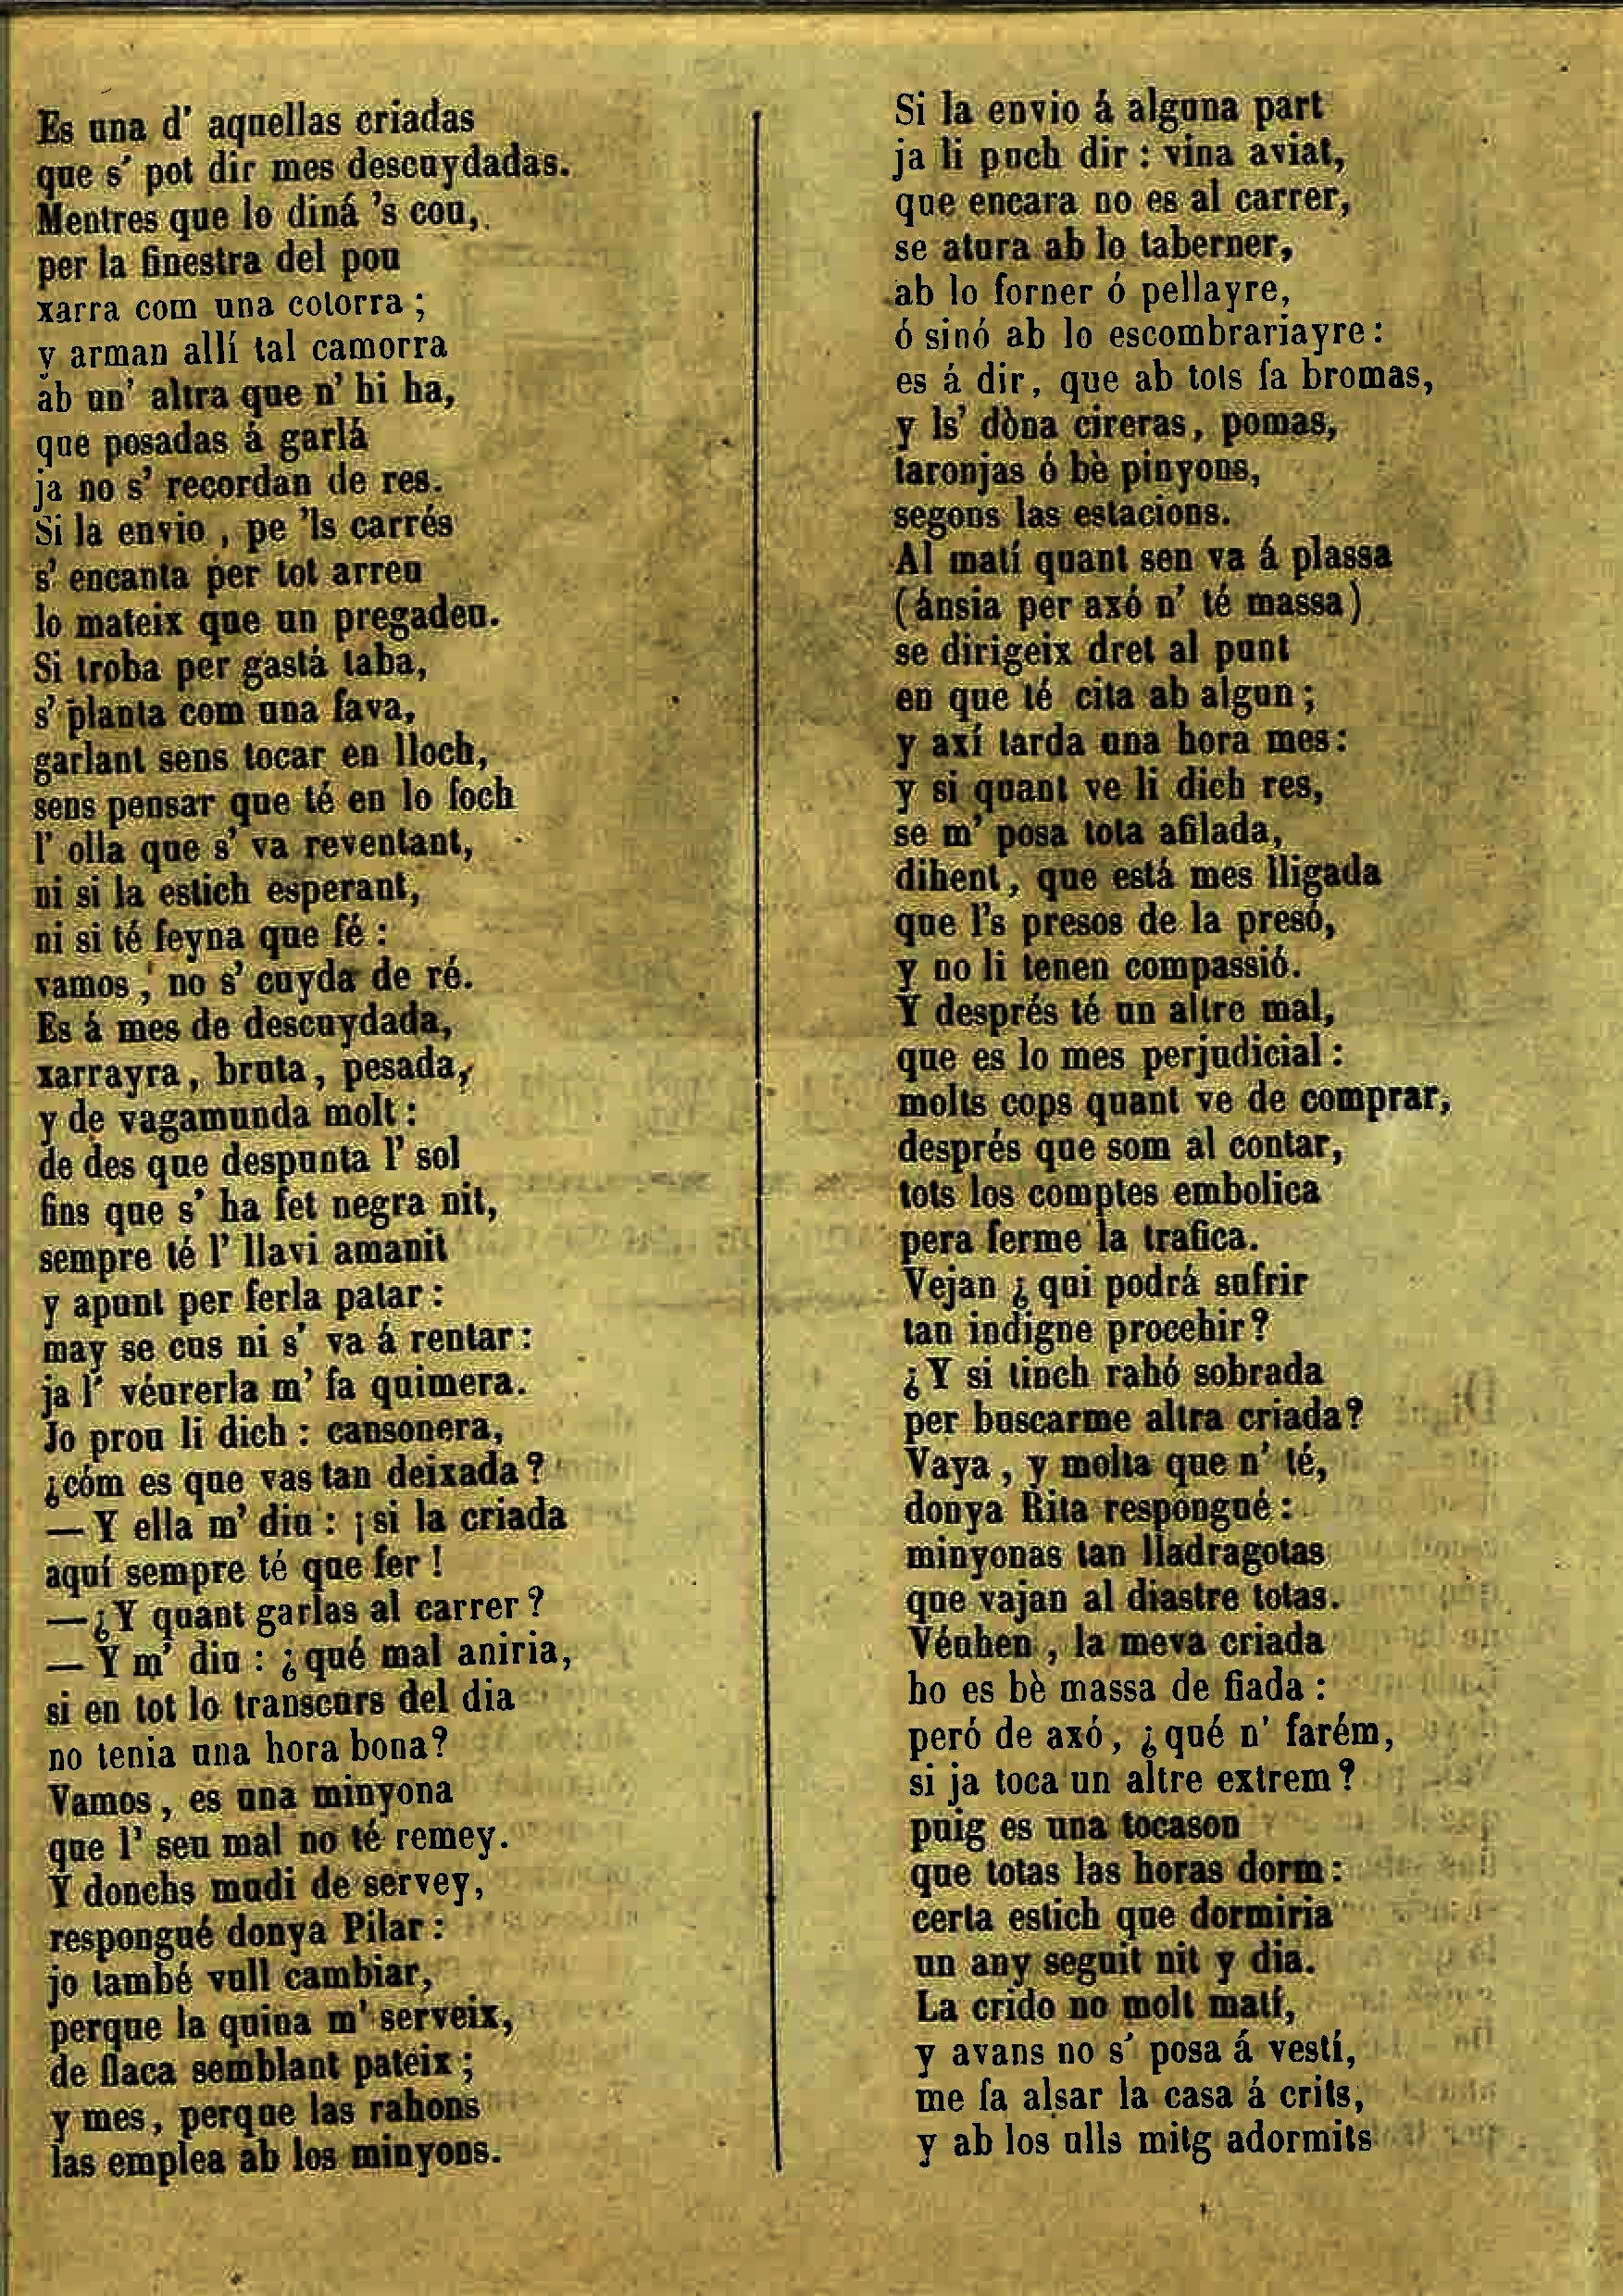 Es una d' aquellas criadas
que s' pot dir mes descuydadas.
Mentres que lo diná 's cou,
per la finestra del pou
xarra com una cotorra ;
y arman allí tal camorra
ab un' altra que n' hi ha,
que posadas á garlá
ja no s' recordan de res.
Si la envio , pe 'ls carrés
s' encanta per tot arreu
lo mateix que un pregadeu.
Si troba per gastá taba,
s' planta com una fava,
garlant sens tocar en lloch,
sens pensar que té en lo foch
l' olla que s' va reventant,
ni si la estich esperant,
ni si té feyna que fé :
vamos , no s' cuyda de ré.
Es á mes de descuydada,
xarrayra, bruta, pesada,
y de vagamunda molt :
de des que despunta l' sol
fins que s' ha fet negra nit,
sempre té l' llavi amanit
y apunt per ferla patar :
may se cus ni s' va á rentar :
ja l' véurerla m' fa quimera.
Jo prou li dich : cansonera,
¿cóm es que vas tan deixada?
— Y ella m' diu : ¡si la criada
aquí sempre té que fer !
—¿Y quant garlas al carrer?
— Y m' diu : ¿qué mal aniria,
si en tot lo transcurs del dia
no tenia una hora bona?
Vamos, es una minyona
que l' seu mal no té remey.
Y donchs mudi de servey,
respongué donya Pilar :
jo també vull cambiar,
perque la quina m' serveix,
de flaca semblant pateix ;
y mes, perque las rahons
las emplea ab los minyons.
Si la envio á alguna part
ja li puch dir : vina aviat,
que encara no es al carrer,
se atura ab lo taberner,
ab lo forner ó pellayre,
ó sinó ab lo escombrariayre :
es á dir, que ab tots fa bromas,
y ls' dòna cireras, pomas,
taronjas ó bè pinyons,
segons las estacions.
Al matí quant sen va á plassa
(ánsia per axó n' té massa)
se dirigeix dret al punt
en que té cita ab algun ;
y axí tarda una hora mes :
y si quant ve li dich res,
se m' posa tota afilada,
dihent, que está mes lligada
que l's presos de la presó,
y no li tenen compassió.
Y després té un altre mal,
que es lo mes perjudicial :
molts cops quant ve de comprar,
després que som al contar,
tots los comptes embolica
pera ferme la trafica.
Vejan ¿ qui podrá sufrir
tan indigne procehir?
¿Y si tinch rahó sobrada
per buscarme altra criada?
Vaya , y molta que n' té,
donya Rita respongué :
minyonas tan lladragotas
que vajan al diastre totas.
Véuhen , la meva criada
ho es bè massa de fiada :
peró de axó, ¿qué n' farém,
si ja toca un altre extrem?
puig es una tocason
que totas las horas dorm :
certa estich que dormiria
un any seguit nit y dia.
La crido no molt matí,
y avans no s' posa á vestí,
me fa alsar la casa á crits,
y ab los ulls mitg adormits